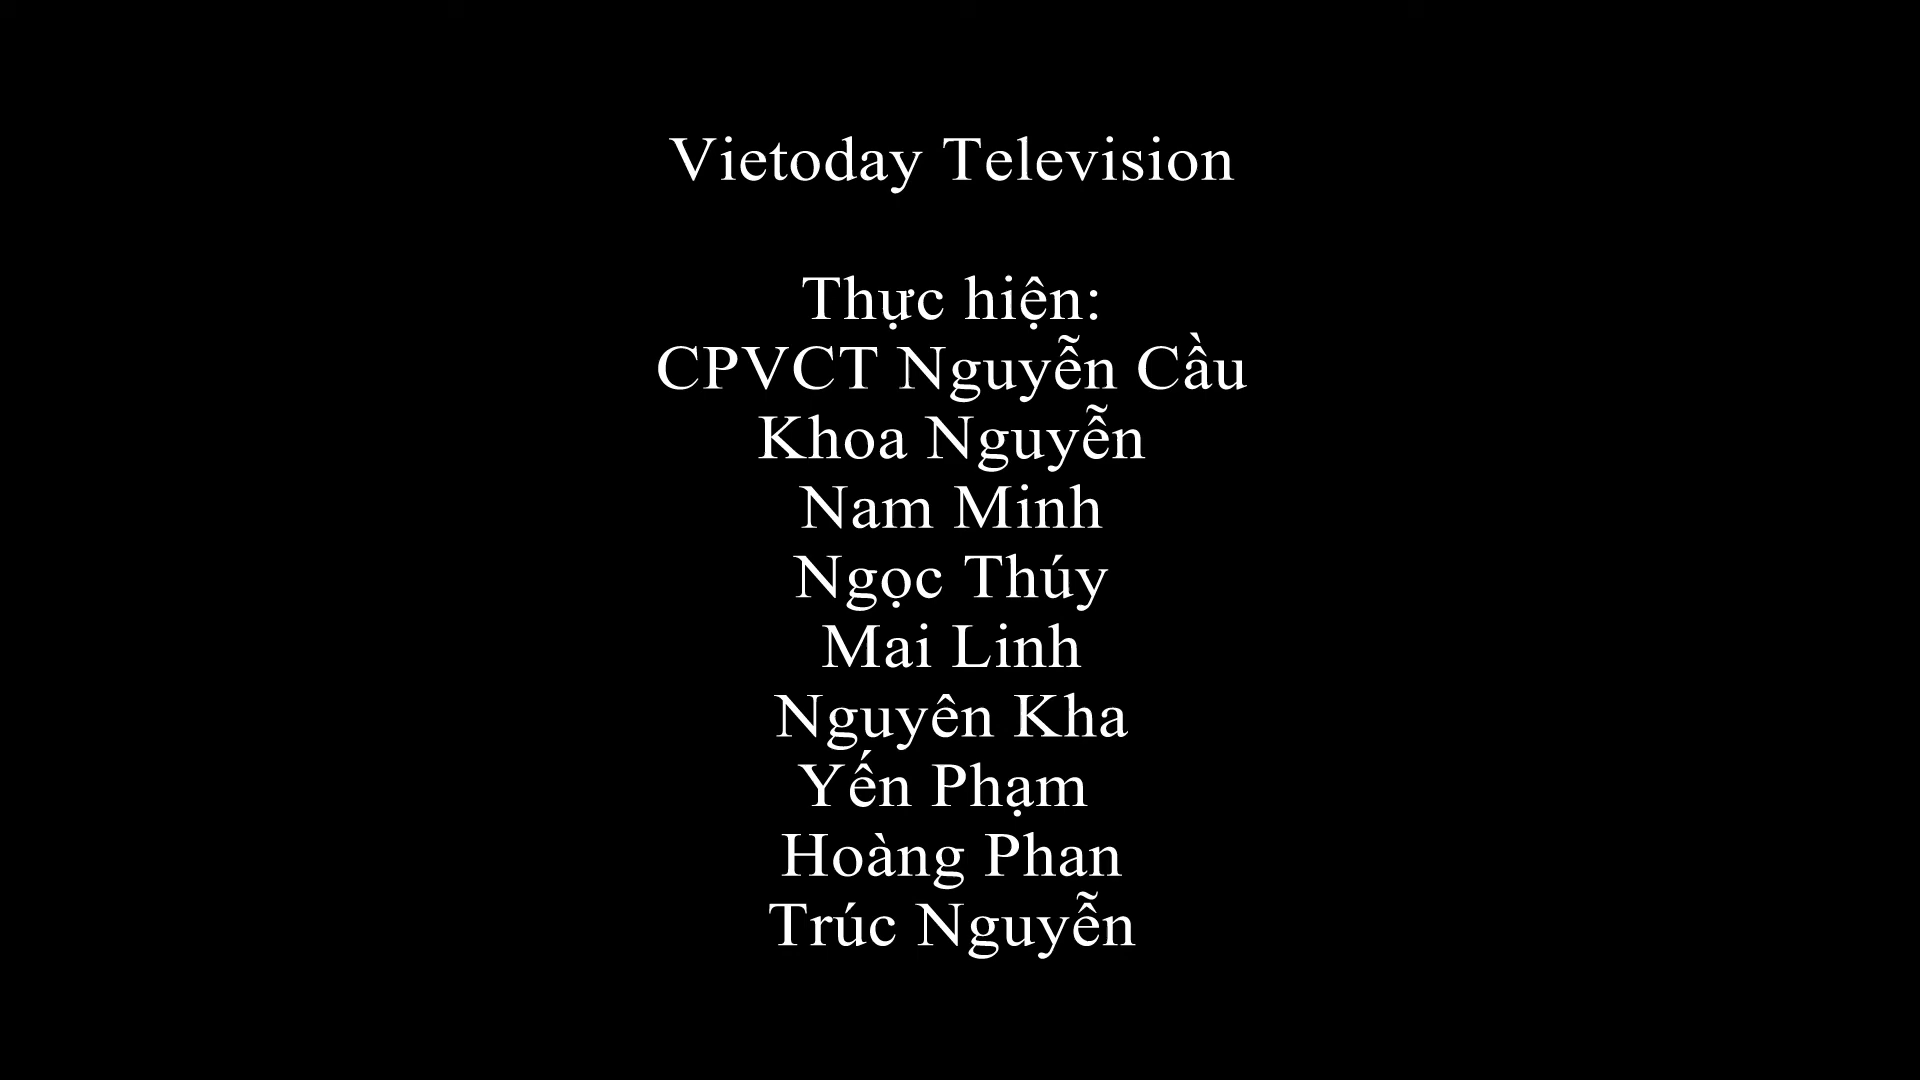 Vietoday Television
Thực hiện:
CPVCT Nguyễn Cầu
Khoa Nguyễn
Nam Minh
Ngọc Thúy
Mai Linh
Nguyên Kha
Yến Phạm
Hoàng Phan
Trúc Nguyễn